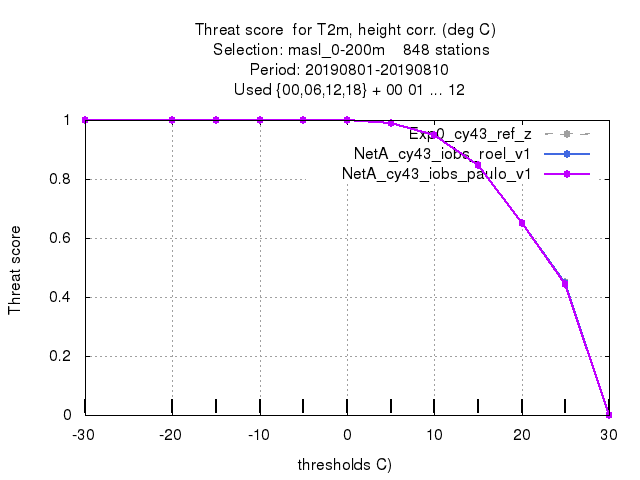 Threat score for T2m, height corr. (deg C)
Selection: masl_0-200m 848 stations
Period: 20190801-20190810
Used {00,06,12,18} + 00 01 ... 12
Exp0_cy43_ref_z
NetA_cy43_iobs_roel_v1
NetA_cy43_iobs_paulo_v1
1
0.8
0.6
0.4
0.2
0
Threat score
-30 -20 -10 0 10 20 30
thresholds C)